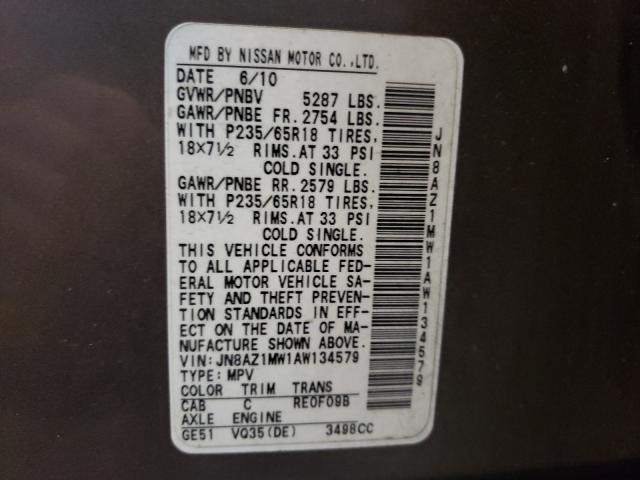 MFD BY NISSAN MOTOR CO.,LTD.
DATE 6/10
GVWR/PNBV 5287 LBS.
GAWR/PNBE FR. 2754 LBS.
WITH P235/65R18 TIRES,
18X7½ RIMS. AT 33 PSI
COLD SINGLE.
GAWR/PNBE RR. 2579 LBS.
WITH P235/65R18 TIRES,
18X7½ RIMS. AT 33 PSI
COLD SINGLE.
THIS VEHICLE CONFORMS
TO ALL APPLICABLE FED-
ERAL MOTOR VEHICLE SA-
FETY AND THEFT PREVEN-
TION STANDARDS IN EFF-
ECT ON THE DATE OF MA-
NUFACTURE SHOWN ABOVE.
VIN: JN8AZ1MW1AW134579
TYPE: MPV
COLOR TRIM TRANS
CAB C RE0F09B
AXLE ENGINE
GE51 VQ35(DE) 3498CC
JN8AZ1MW1AW134579